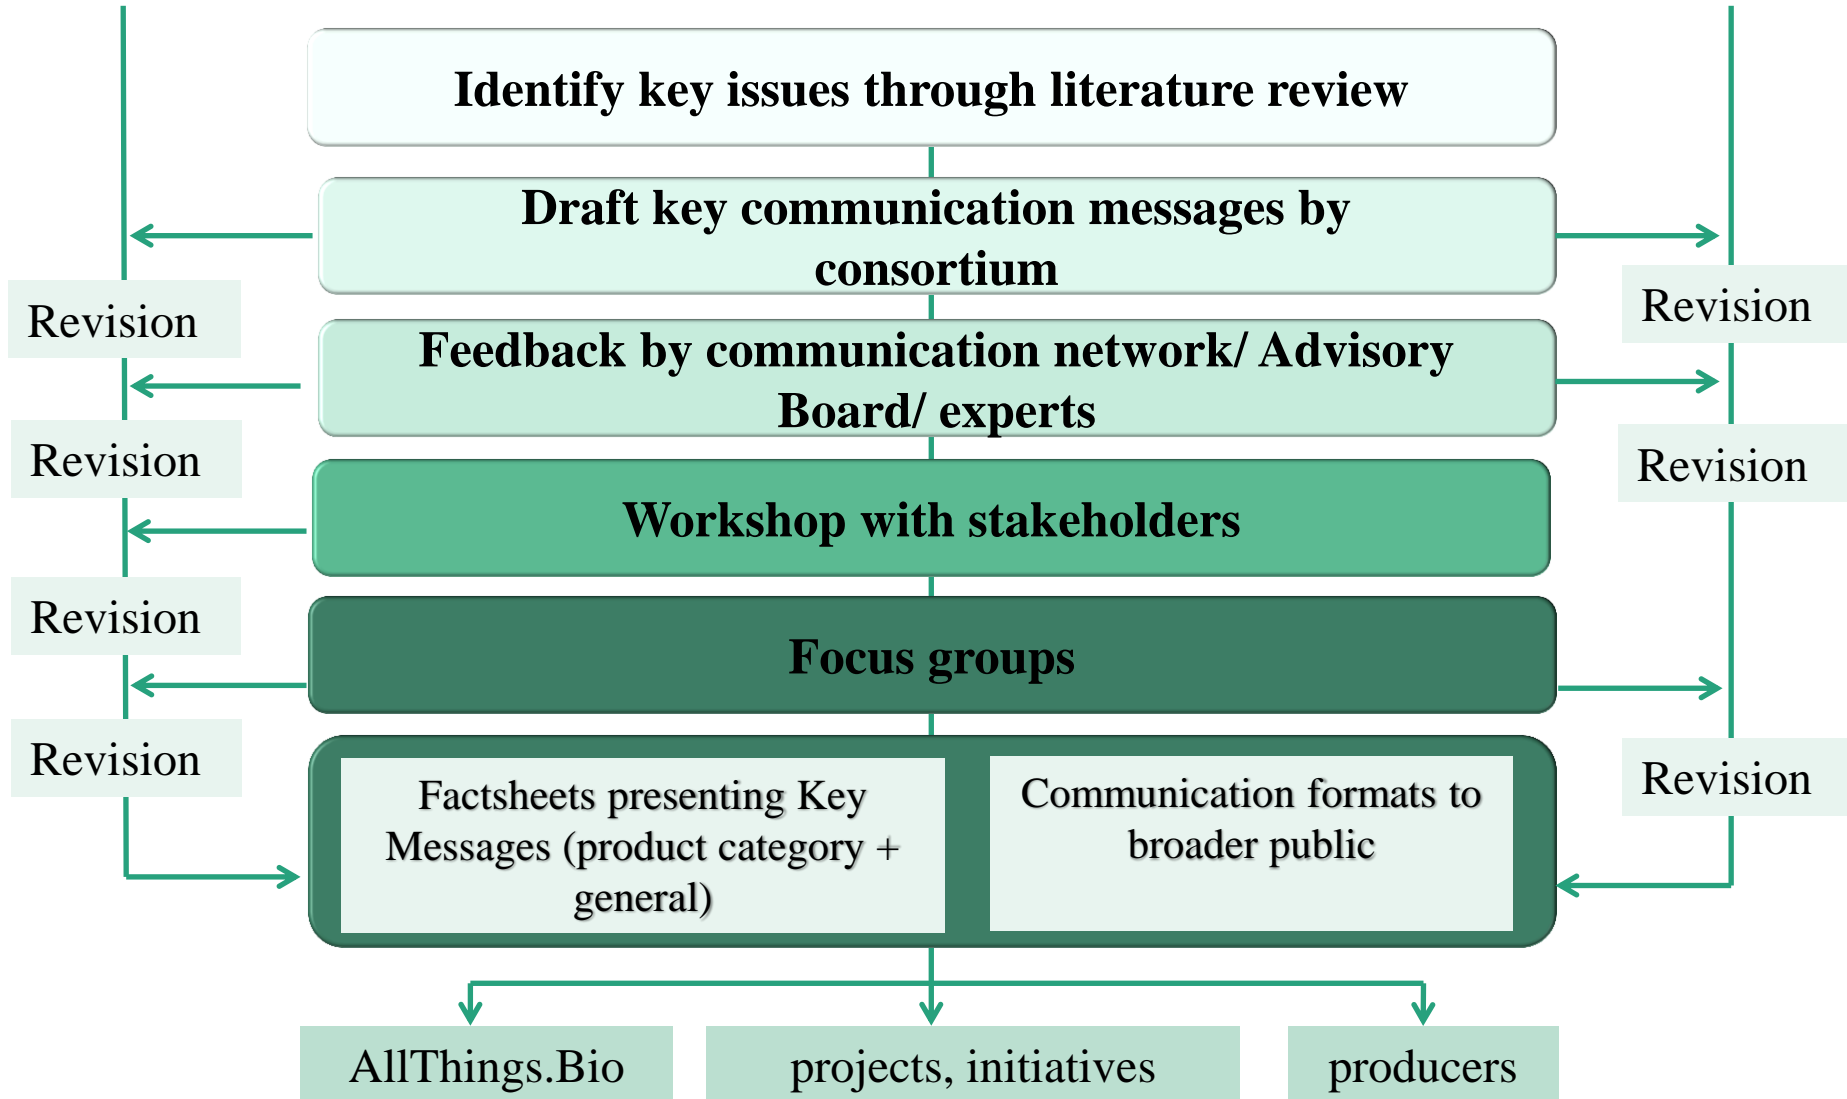 Identify key issues through literature review
Draft key communication messages by
consortium
Revision
Revision
Feedback by communication network/ Advisory
Board/ experts
Revision
Revision
Workshop with stakeholders
Revision
Focus groups
Revision
Revision
Factsheets presenting Key
Messages (product category +
general)
Communication formats to
broader public
AllThings.Bio
projects, initiatives
producers